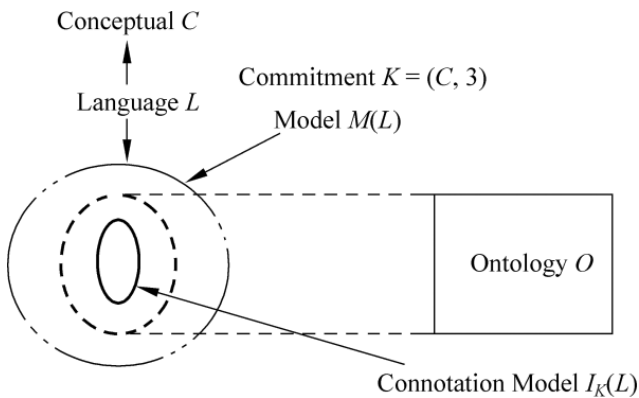 Conceptual C
Commitment K = (C, 3)
Language L
Model M(L)
Ontology O
Connotation Model I_K(L)